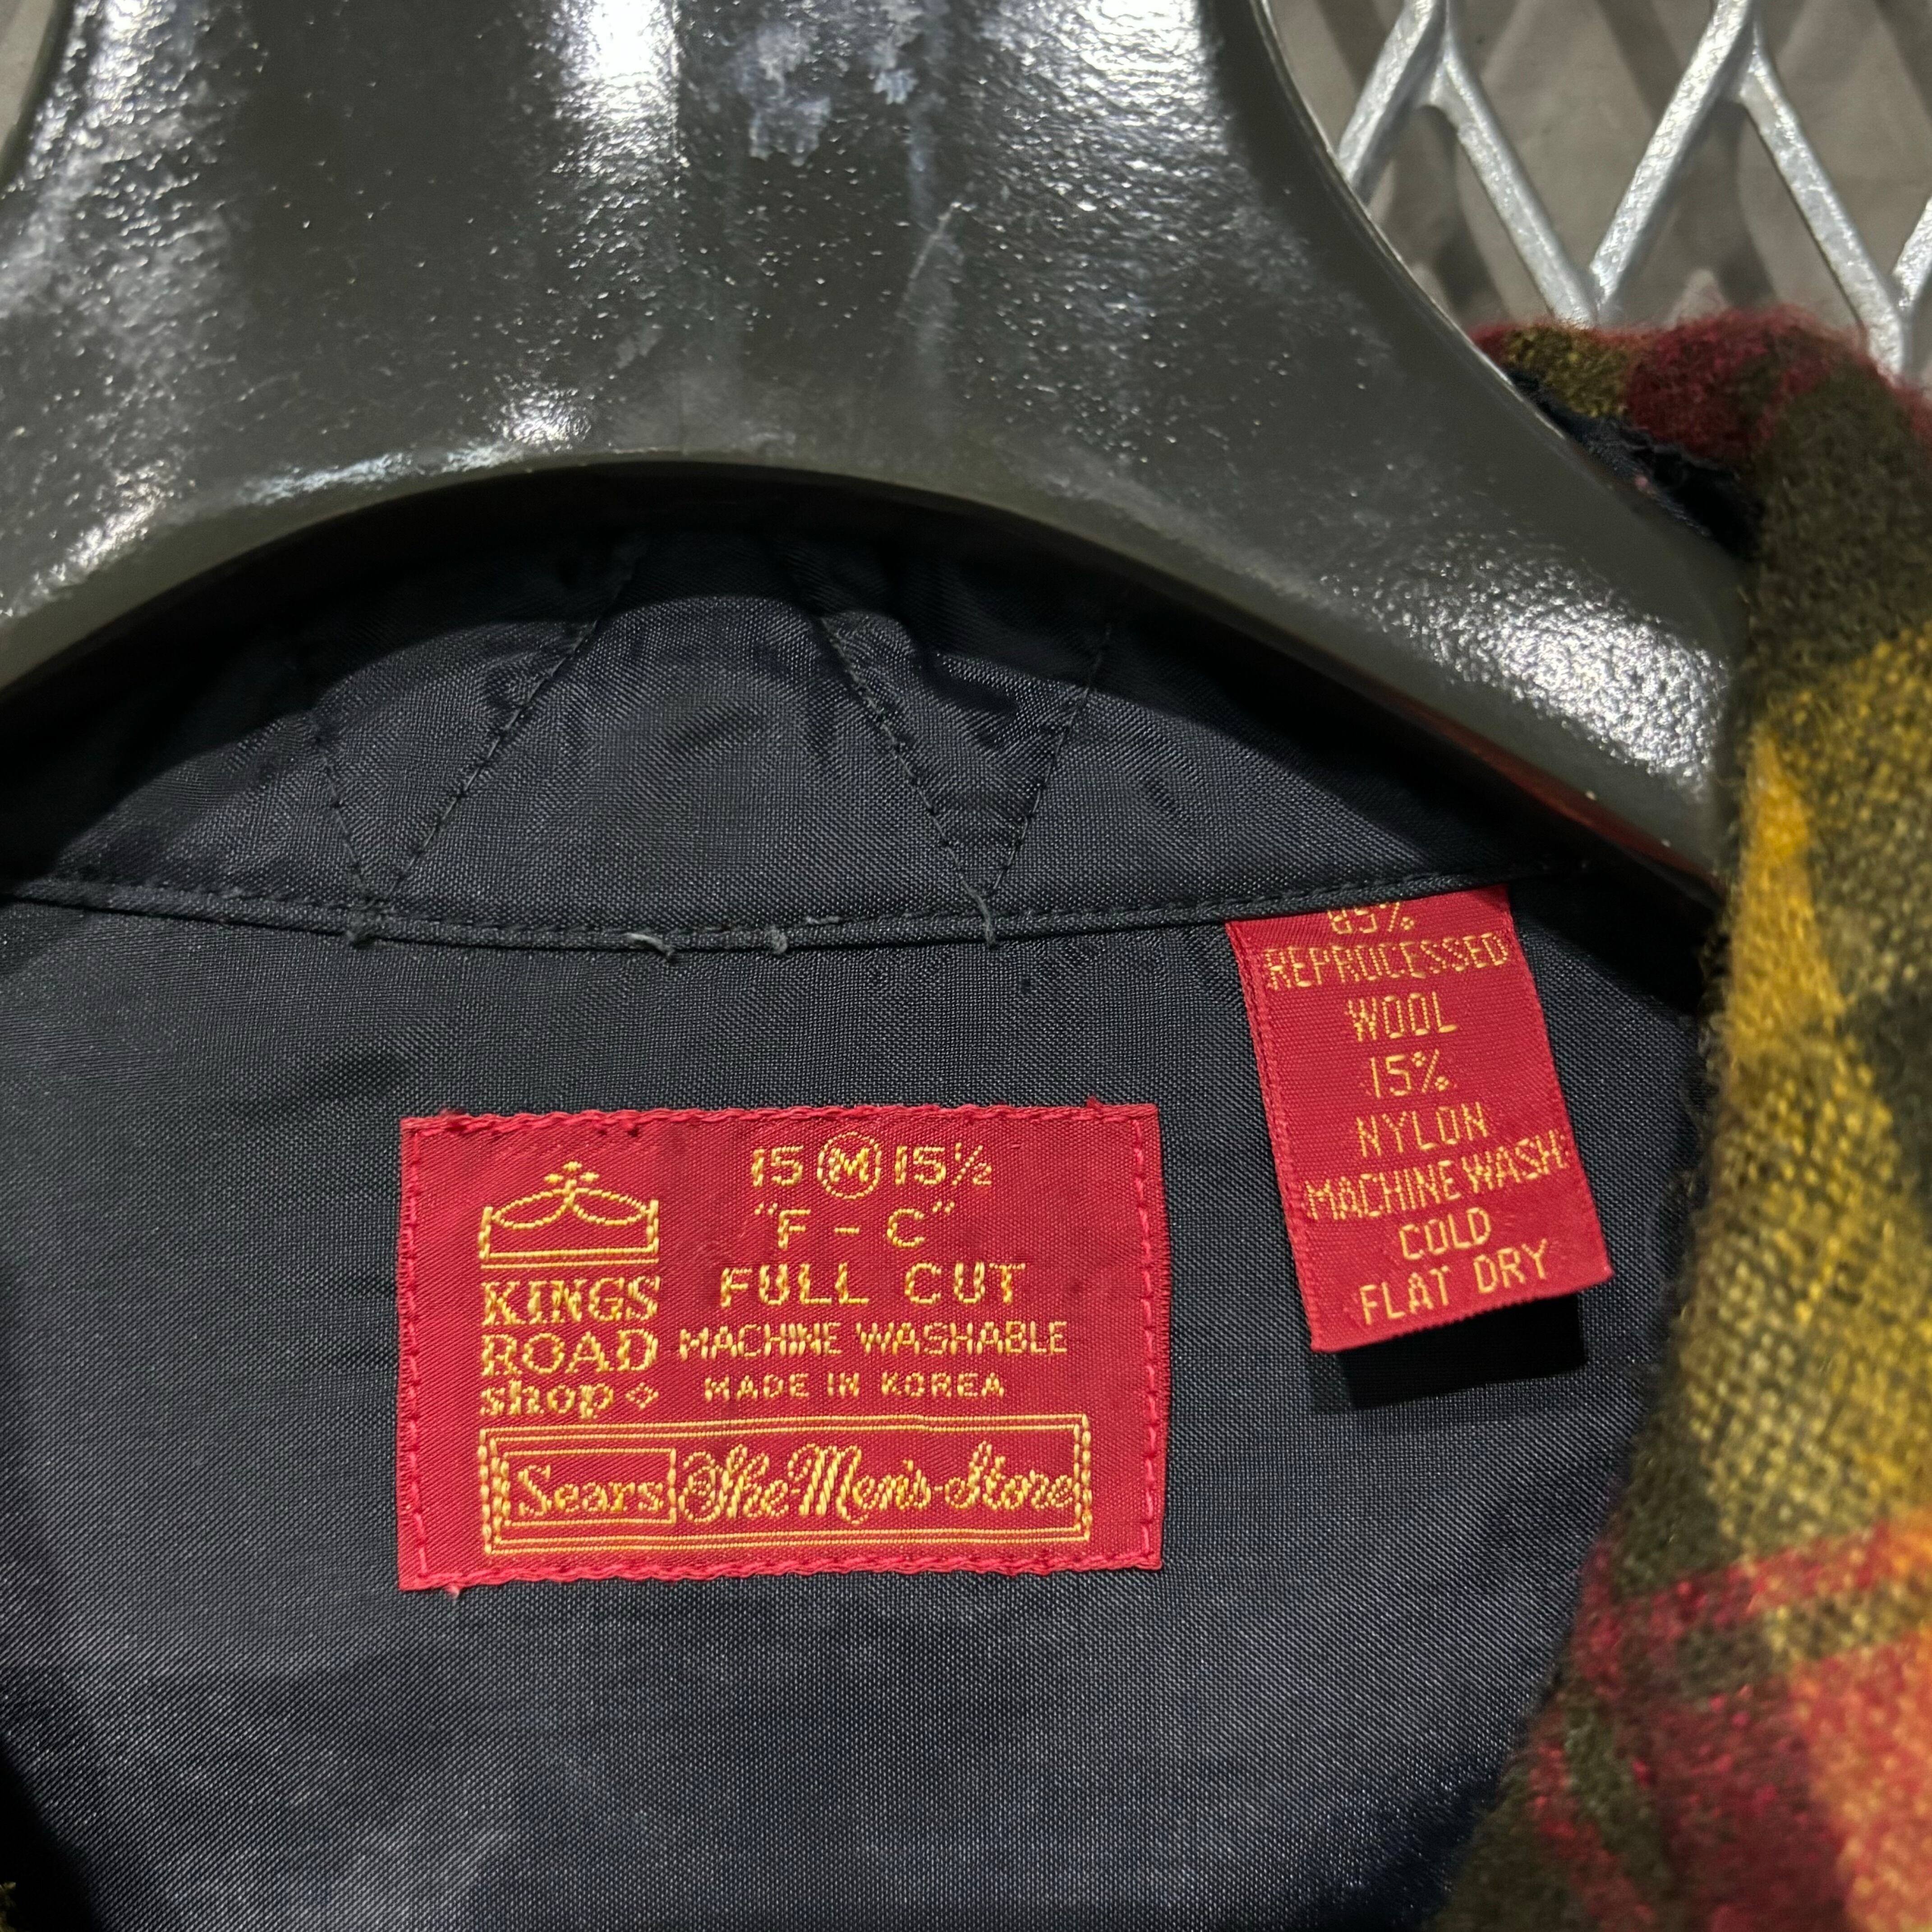 15 M 15½
"F - C"
FULL CUT
MACHINE WASHABLE
MADE IN KOREA
KINGS
ROAD
shop
Sears The Men's Store
85%
REPROCESSED
WOOL
15%
NYLON
MACHINE WASH
COLD
FLAT DRY